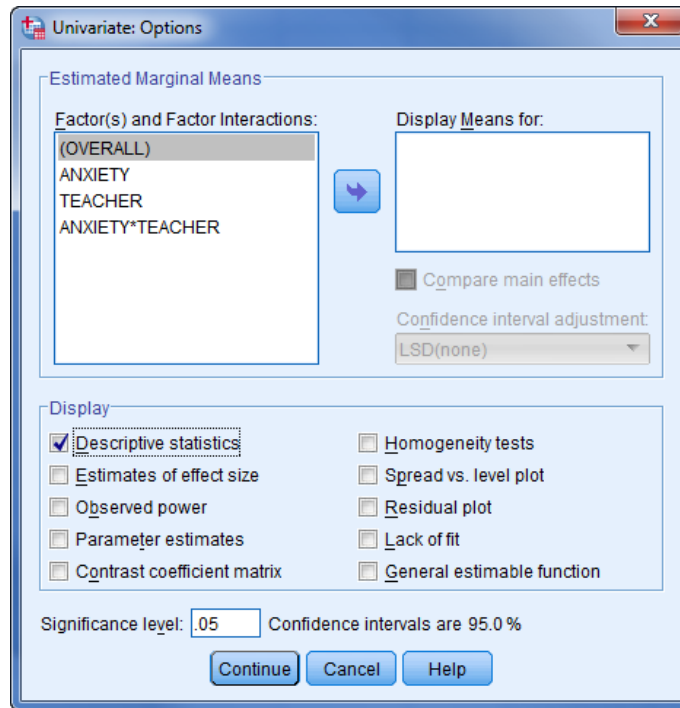 Univariate: Options
Estimated Marginal Means
Factor(s) and Factor Interactions:
(OVERALL)
ANXIETY
TEACHER
ANXIETY*TEACHER
Display Means for:
Compare main effects
Confidence interval adjustment:
LSD(none)
Display
Descriptive statistics
Estimates of effect size
Observed power
Parameter estimates
Contrast coefficient matrix
Homogeneity tests
Spread vs. level plot
Residual plot
Lack of fit
General estimable function
Significance level: .05 Confidence intervals are 95.0 %
Continue Cancel Help